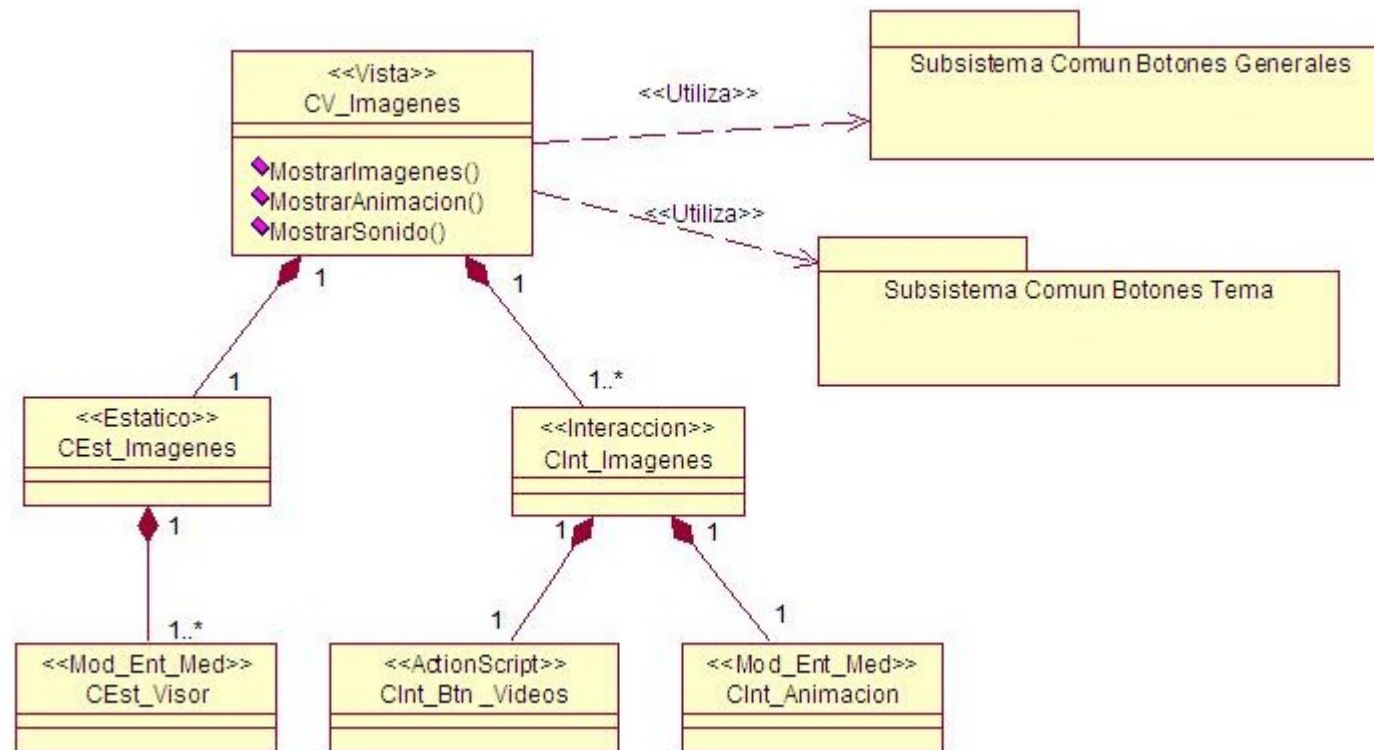 <<Vista>>
CV_Imagenes
MostrarImagenes()
MostrarAnimacion()
MostrarSonido()
<<Utiliza>>
Subsistema Comun Botones Generales
<<Utiliza>>
Subsistema Comun Botones Tema
1
1
1
1..*
<<Estatico>>
CEst_Imagenes
<<Interaccion>>
CInt_Imagenes
1
1
1
1..*
1
1
<<Mod_Ent_Med>>
CEst_Visor
<<ActionScript>>
CInt_Btn _Videos
<<Mod_Ent_Med>>
CInt_Animacion